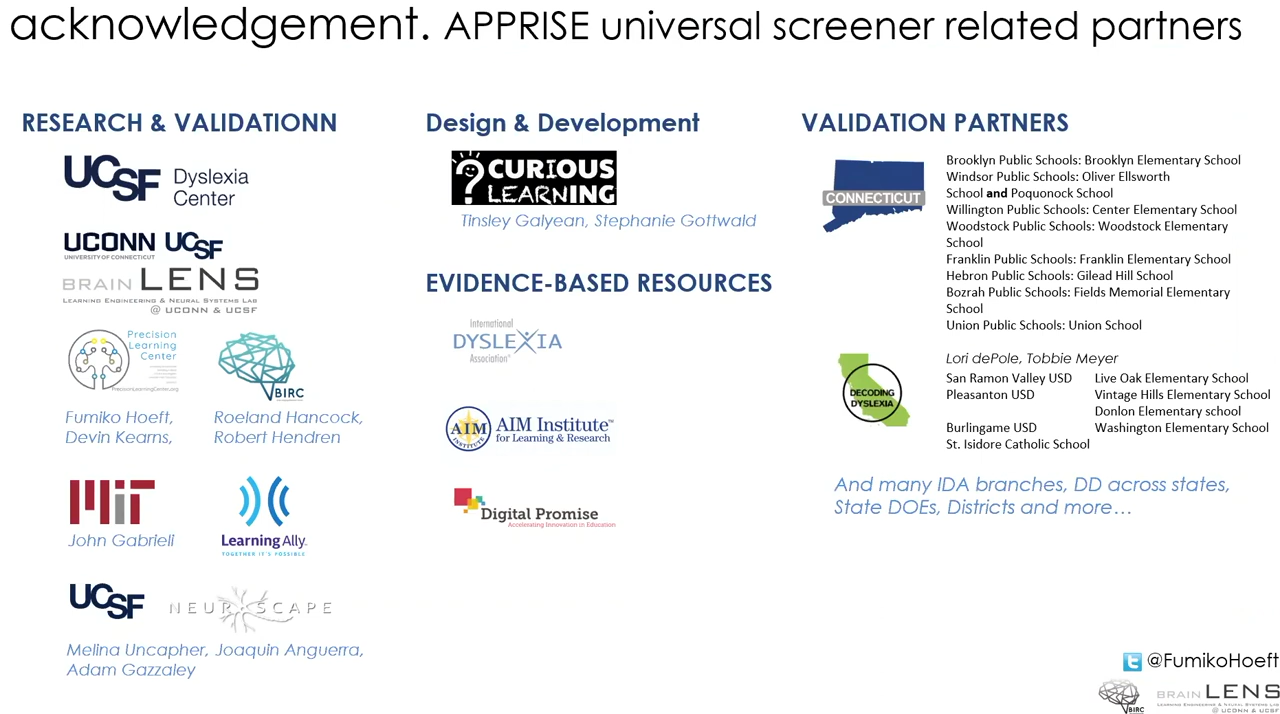 acknowledgement. APPRISE universal screener related partners
RESEARCH & VALIDATIONN
UCSF Dyslexia Center
UCONN UCSF
UNIVERSITY OF CONNECTICUT
BRAIN LENS
LEARNING ENGINEERING & NEURAL SYSTEMS LAB
@ UCONN & UCSF
Precision
Learning
Center
PrecisionLearningCenter.org
BIRC
Fumiko Hoeft,
Devin Kearns,
Roeland Hancock,
Robert Hendren
MIT
John Gabrieli
Learning Ally
TOGETHER IT'S POSSIBLE
UCSF
NEUROSCAPE
Melina Uncapher, Joaquin Anguerra,
Adam Gazzaley
Design & Development
CURIOUS
LEARNING
Tinsley Galyean, Stephanie Gottwald
EVIDENCE-BASED RESOURCES
International
DYSLEXIA
Association
AIM
INSTITUTE
AIM Institute™
for Learning & Research
Digital Promise
Accelerating Innovation in Education
VALIDATION PARTNERS
CONNECTICUT
Brooklyn Public Schools: Brooklyn Elementary School
Windsor Public Schools: Oliver Ellsworth
School and Poquonock School
Willington Public Schools: Center Elementary School
Woodstock Public Schools: Woodstock Elementary
School
Franklin Public Schools: Franklin Elementary School
Hebron Public Schools: Gilead Hill School
Bozrah Public Schools: Fields Memorial Elementary
School
Union Public Schools: Union School
DECODING
DYSLEXIA
Lori dePole, Tobbie Meyer
San Ramon Valley USD Live Oak Elementary School
Pleasanton USD Vintage Hills Elementary School
Donlon Elementary school
Burlingame USD Washington Elementary School
St. Isidore Catholic School
And many IDA branches, DD across states,
State DOEs, Districts and more…
@FumikoHoeft
BIRC
BRAIN LENS
LEARNING ENGINEERING & NEURAL SYSTEMS LAB
@ UCONN & UCSF